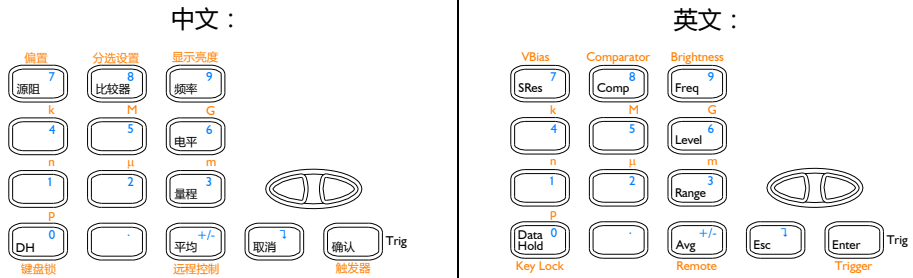 中文：
偏置 分选设置 显示亮度
源阻 7 比较器 8 频率 9
k M G
4 5 电平 6
n μ m
1 2 量程 3
p
DH 0 . 平均 +/- 取消 ㄱ 确认 Trig
键盘锁 远程控制 触发器
英文：
VBias Comparator Brightness
SRes 7 Comp 8 Freq 9
k M G
4 5 Level 6
n μ m
1 2 Range 3
p
Data Hold 0 . Avg +/- Esc ㄱ Enter Trig
Key Lock Remote Trigger